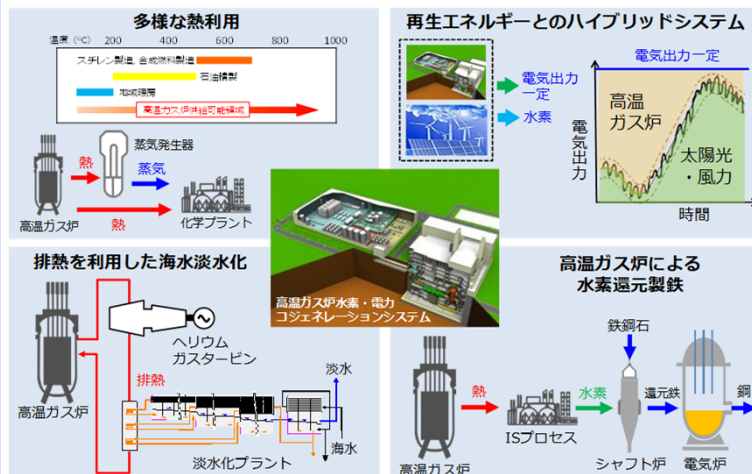 多様な熱利用
温度 (℃)
200
400
600
800
1000
スチレン製造, 合成燃料製造
石油精製
地域暖房
高温ガス炉供給可能領域
蒸気発生器
熱
蒸気
熱
高温ガス炉
化学プラント
再生エネルギーとのハイブリッドシステム
電気出力
一定
水素
電気出力一定
高温
ガス炉
太陽光
・風力
電気出力
時間
高温ガス炉水素・電力
コジェネレーションシステム
排熱を利用した海水淡水化
高温ガス炉
ヘリウム
ガスタービン
排熱
淡水
海水
淡水化プラント
高温ガス炉による
水素還元製鉄
鉄鋼石
熱
水素
還元鉄
鋼
高温ガス炉
ISプロセス
シャフト炉
電気炉